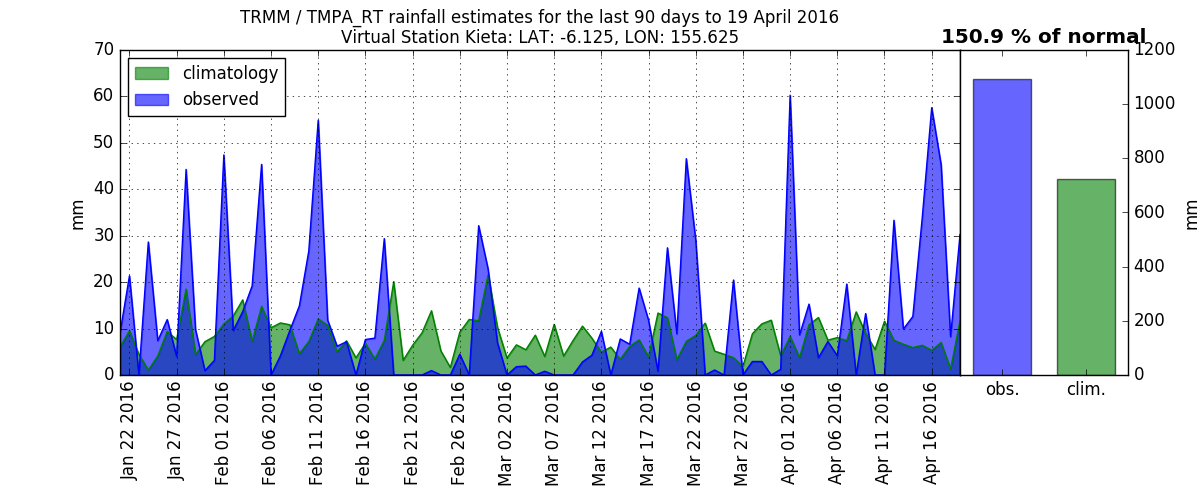 TRMM / TMPA_RT rainfall estimates for the last 90 days to 19 April 2016
Virtual Station Kieta: LAT: -6.125, LON: 155.625
150.9 % of normal
climatology
observed
mm
70
60
50
40
30
20
10
0
Jan 22 2016
Jan 27 2016
Feb 01 2016
Feb 06 2016
Feb 11 2016
Feb 16 2016
Feb 21 2016
Feb 26 2016
Mar 02 2016
Mar 07 2016
Mar 12 2016
Mar 17 2016
Mar 22 2016
Mar 27 2016
Apr 01 2016
Apr 06 2016
Apr 11 2016
Apr 16 2016
1200
1000
800
600
400
200
0
mm
obs.
clim.